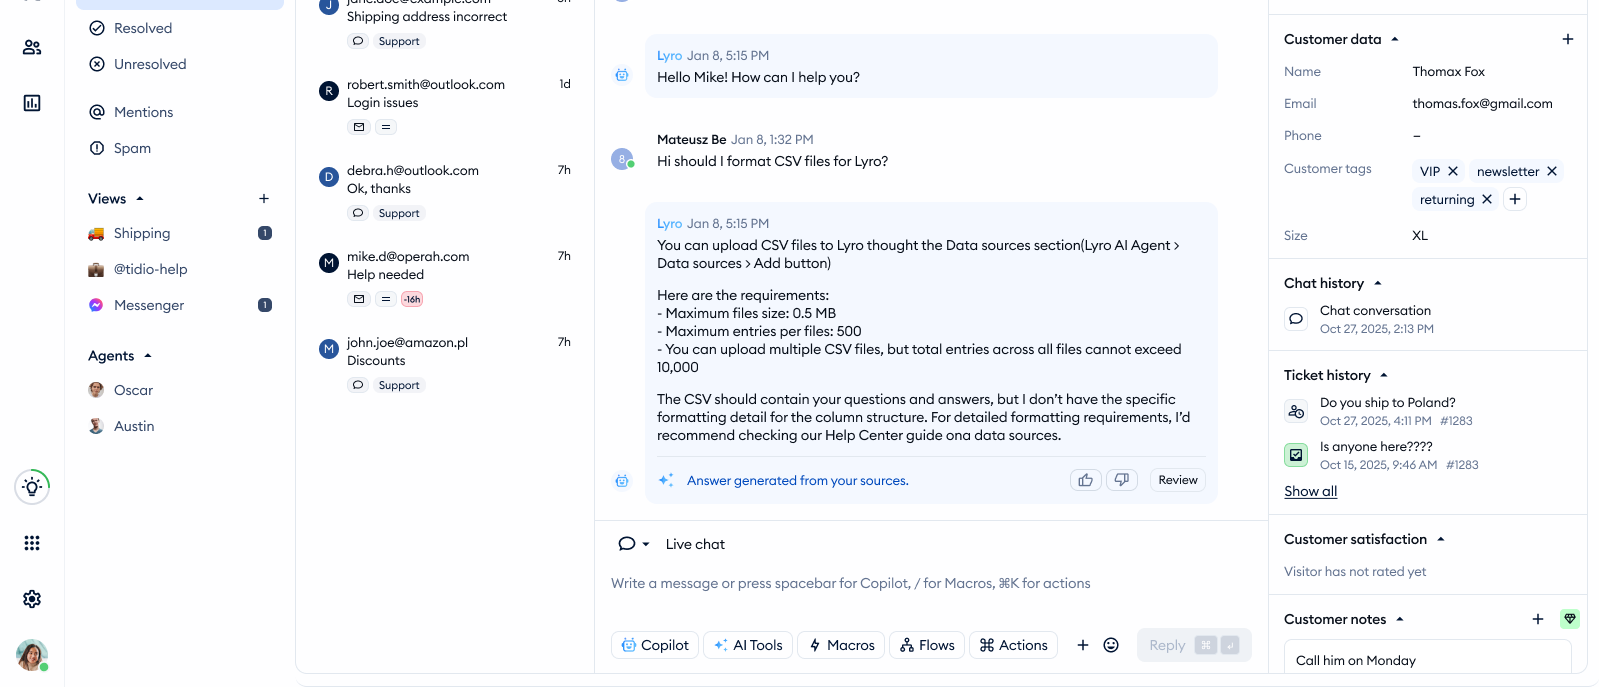 Resolved
Unresolved
Mentions
Spam
Views
Shipping 1
@tidio-help
Messenger 1
Agents
Oscar
Austin
J
Shipping address incorrect
Support
R robert.smith@outlook.com 1d
Login issues
D debra.h@outlook.com 7h
Ok, thanks
Support
M mike.d@operah.com 7h
Help needed
-16h
M john.joe@amazon.pl 7h
Discounts
Support
Lyro Jan 8, 5:15 PM
Hello Mike! How can I help you?
Mateusz Be Jan 8, 1:32 PM
8
Hi should I format CSV files for Lyro?
Lyro Jan 8, 5:15 PM
You can upload CSV files to Lyro thought the Data sources section(Lyro AI Agent >
Data sources > Add button)
Here are the requirements:
- Maximum files size: 0.5 MB
- Maximum entries per files: 500
- You can upload multiple CSV files, but total entries across all files cannot exceed
10,000
The CSV should contain your questions and answers, but I don’t have the specific
formatting detail for the column structure. For detailed formatting requirements, I’d
recommend checking our Help Center guide ona data sources.
Answer generated from your sources.
Review
Live chat
Write a message or press spacebar for Copilot, / for Macros, ⌘K for actions
Copilot
AI Tools
Macros
Flows
Actions
Reply ⌘
Customer data
Name Thomax Fox
Email thomas.fox@gmail.com
Phone –
Customer tags VIP newsletter
returning
Size XL
Chat history
Chat conversation
Oct 27, 2025, 2:13 PM
Ticket history
Do you ship to Poland?
Oct 27, 2025, 4:11 PM #1283
Is anyone here????
Oct 15, 2025, 9:46 AM #1283
Show all
Customer satisfaction
Visitor has not rated yet
Customer notes
Call him on Monday